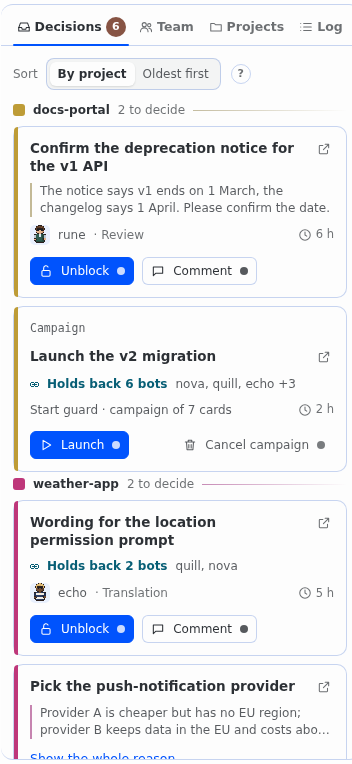 Decisions 6 Team Projects Log
Sort By project Oldest first ?
docs-portal 2 to decide
Confirm the deprecation notice for
the v1 API
The notice says v1 ends on 1 March, the
changelog says 1 April. Please confirm the date.
rune · Review 6 h
Unblock Comment
Campaign
Launch the v2 migration
Holds back 6 bots nova, quill, echo +3
Start guard · campaign of 7 cards 2 h
Launch Cancel campaign
weather-app 2 to decide
Wording for the location
permission prompt
Holds back 2 bots quill, nova
echo · Translation 5 h
Unblock Comment
Pick the push-notification provider
Provider A is cheaper but has no EU region;
provider B keeps data in the EU and costs abo…
Show the whole reason